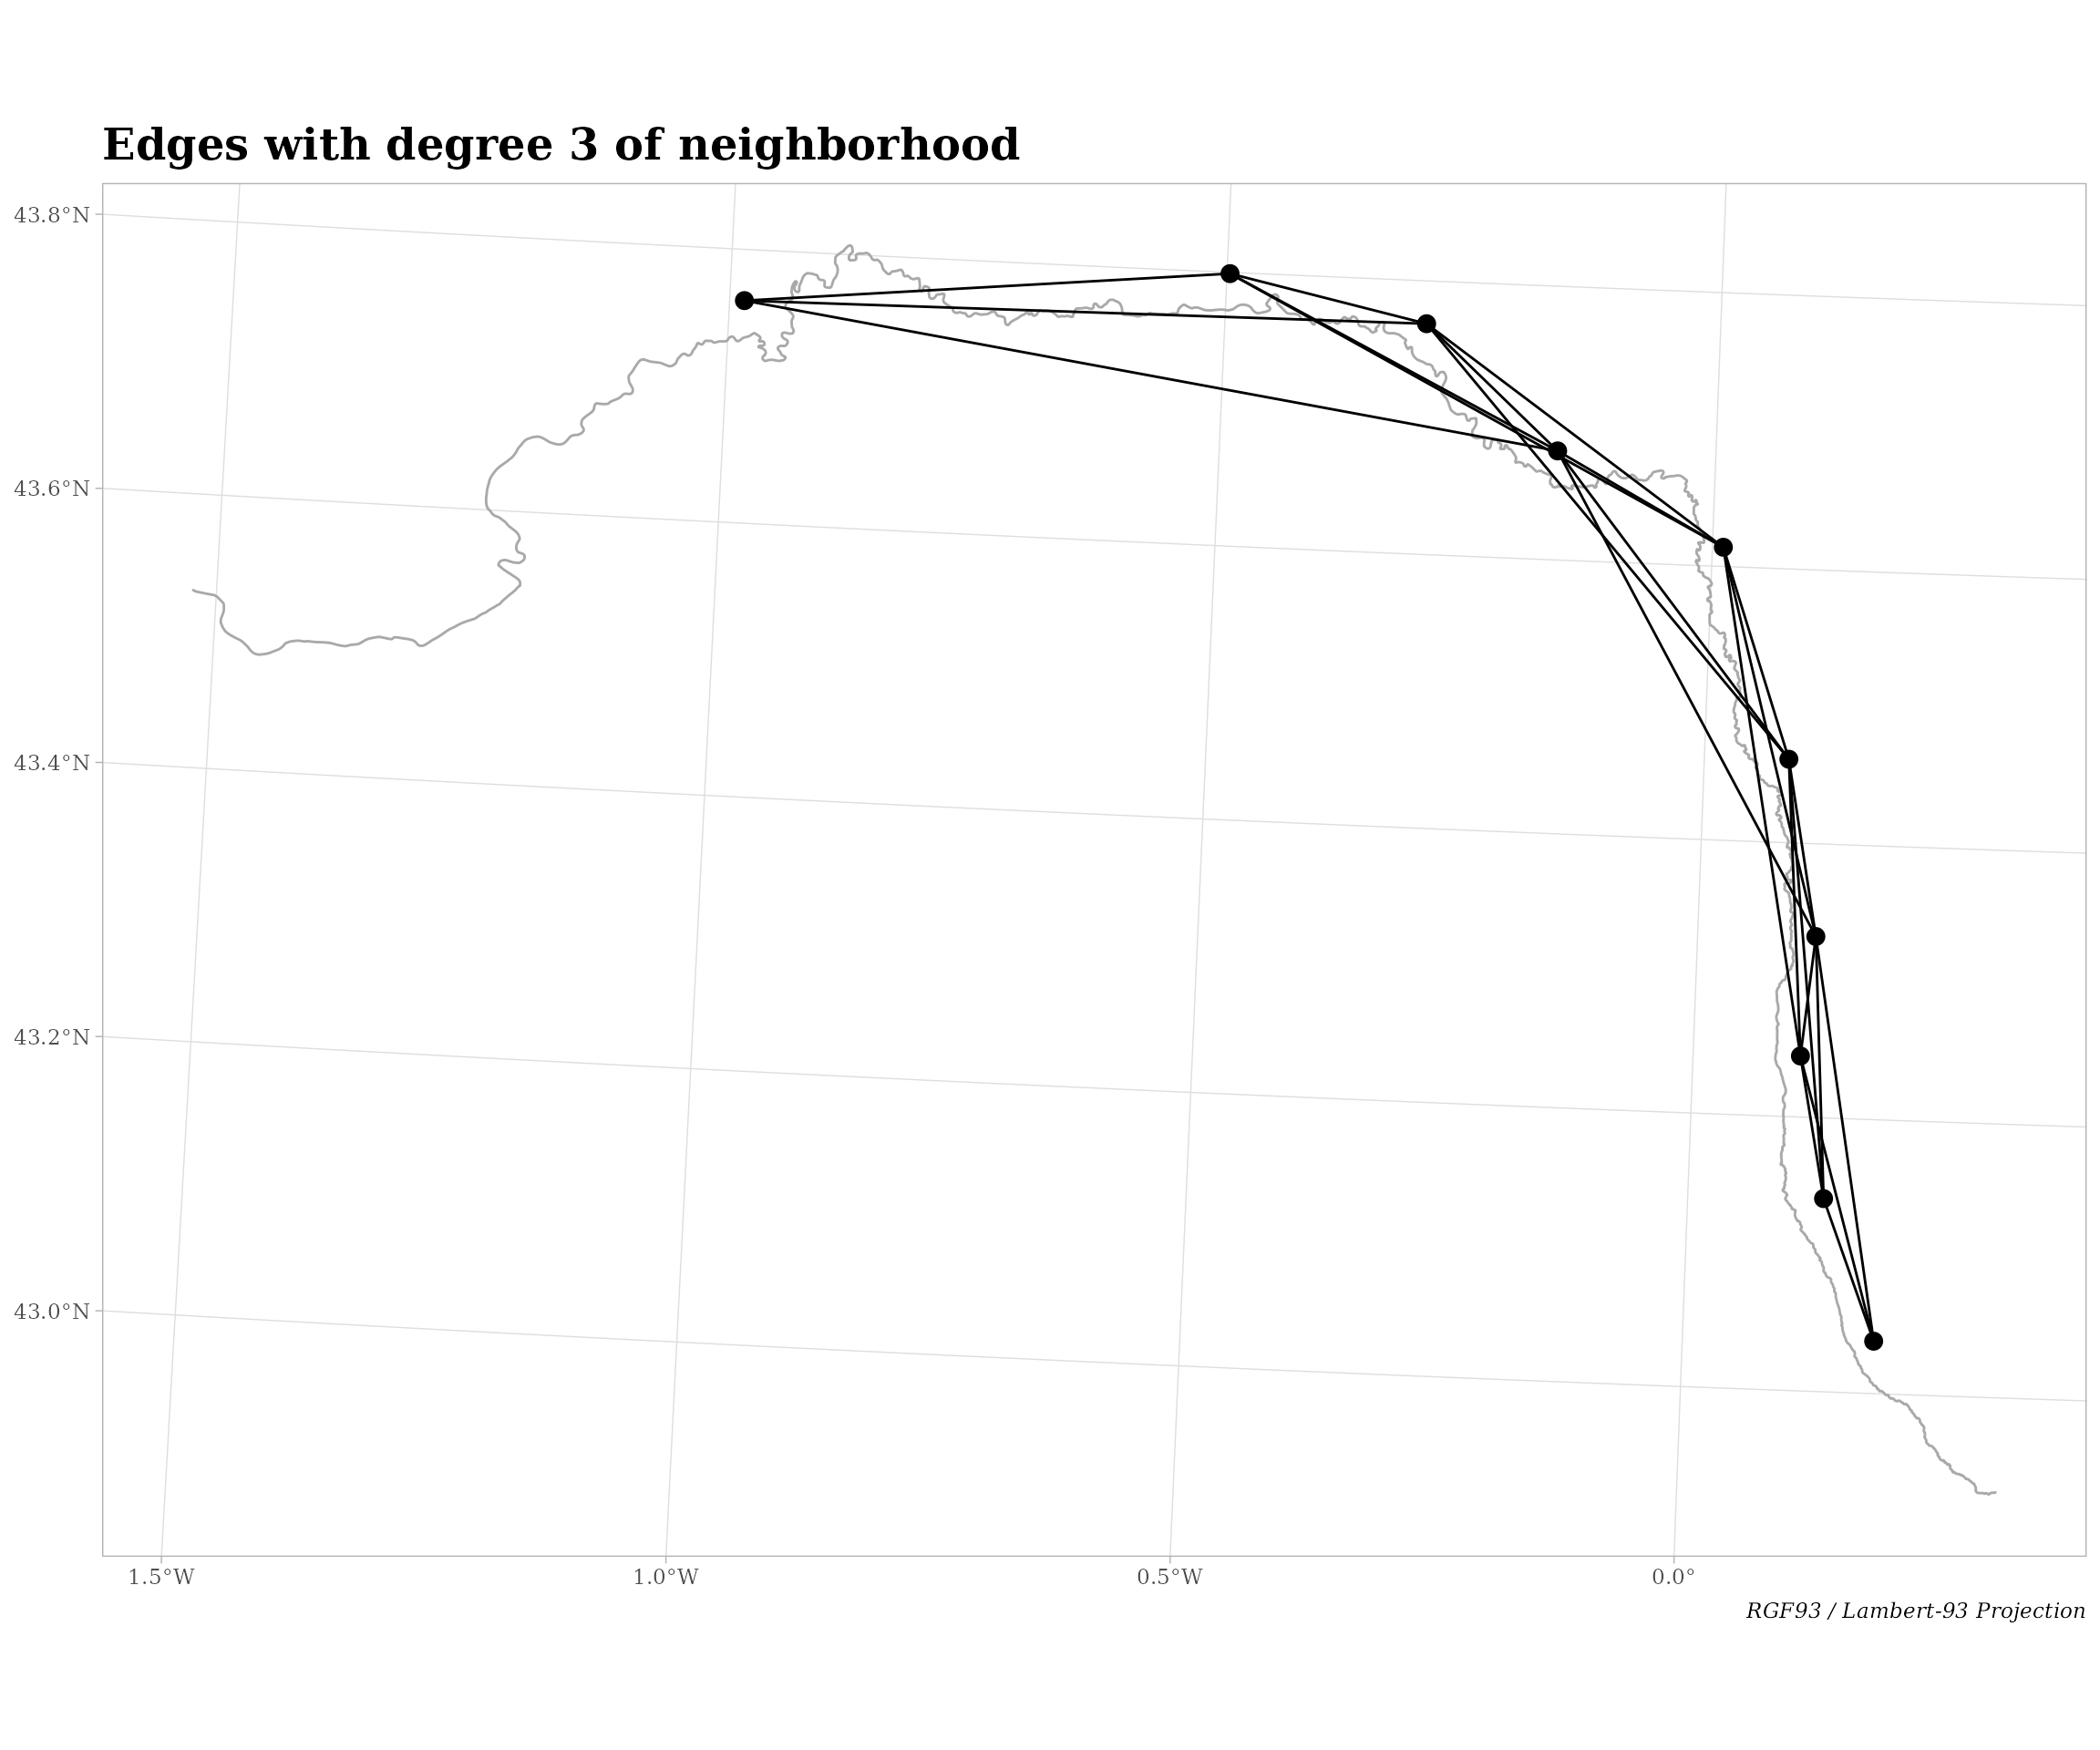 Edges with degree 3 of neighborhood
43.8°N
43.6°N
43.4°N
43.2°N
43.0°N
1.5°W 1.0°W 0.5°W 0.0°
RGF93 / Lambert-93 Projection